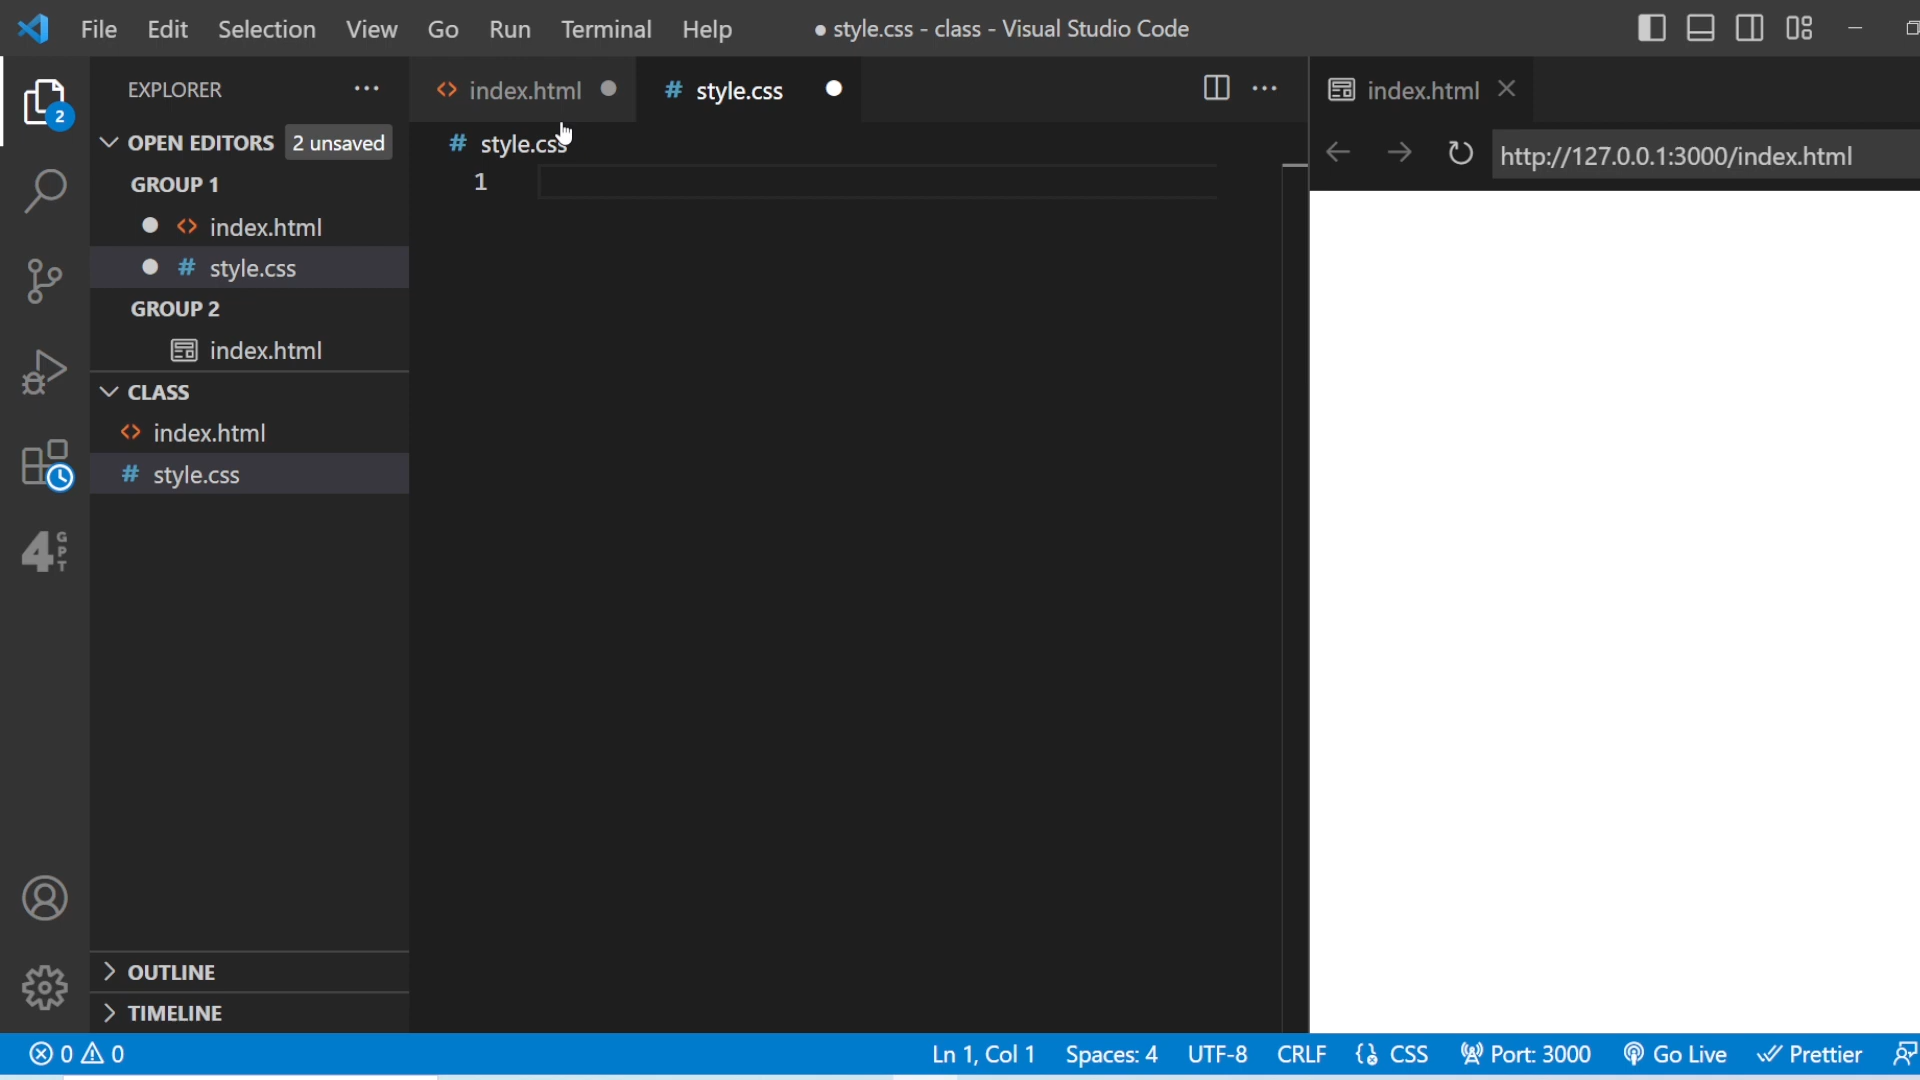 File Edit Selection View Go Run Terminal Help ● style.css - class - Visual Studio Code
EXPLORER ···
2
OPEN EDITORS 2 unsaved
GROUP 1
<> index.html
# style.css
GROUP 2
index.html
CLASS
<> index.html
# style.css
4 GPT
OUTLINE
TIMELINE
<> index.html ● # style.css ● ···
# style.css
1
index.html
http://127.0.0.1:3000/index.html
0 0 Ln 1, Col 1 Spaces: 4 UTF-8 CRLF CSS Port: 3000 Go Live Prettier